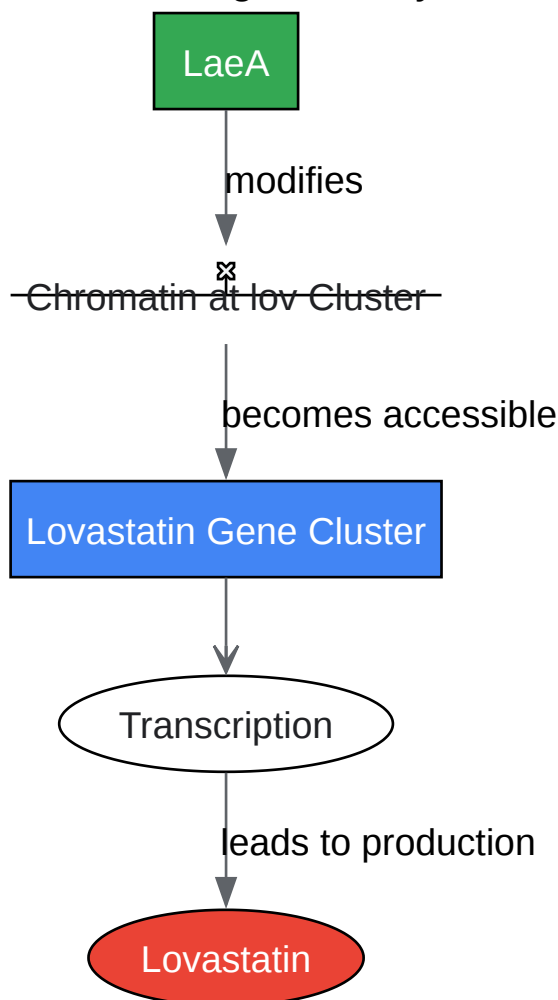 LaeA
modifies
Chromatin at lov Cluster
becomes accessible
Lovastatin Gene Cluster
Transcription
leads to production
Lovastatin